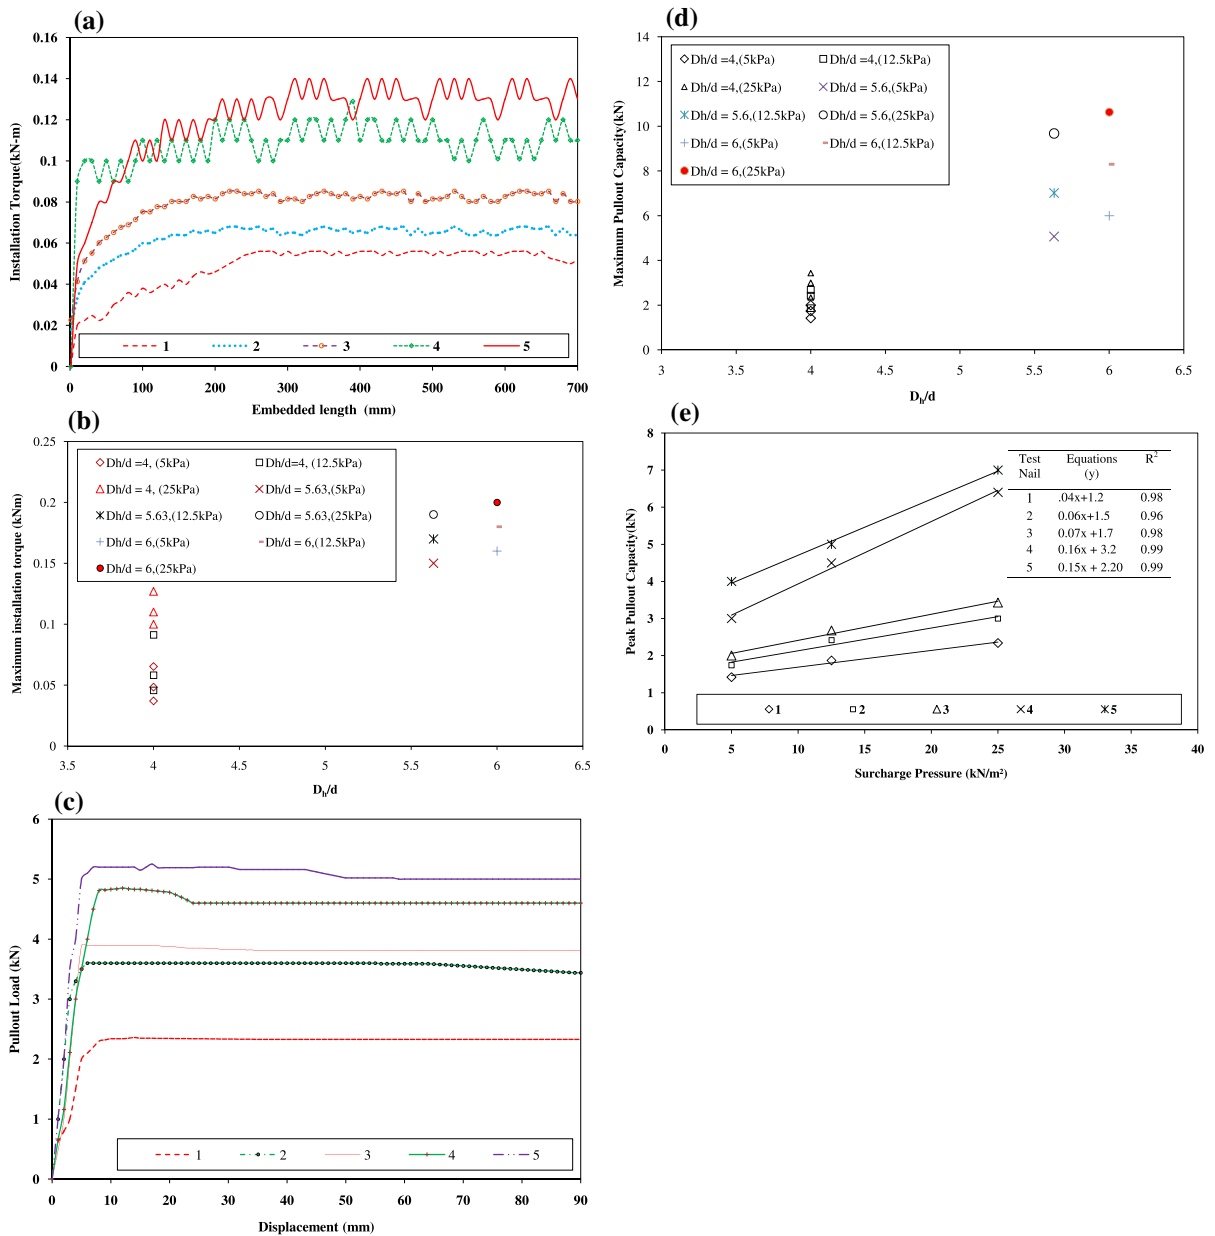 (a)
0.16
0.14
0.12
0.1
0.08
0.06
0.04
0.02
0
Installation Torque(kN-m)
1 2 3 4 5
0 100 200 300 400 500 600 700
Embedded length (mm)
(b)
0.25
0.2
0.15
0.1
0.05
0
Maximum installation torque (kNm)
Dh/d =4, (5kPa) Dh/d=4, (12.5kPa)
Dh/d = 4, (25kPa) Dh/d = 5.63,(5kPa)
Dh/d = 5.63,(12.5kPa) Dh/d = 5.63,(25kPa)
Dh/d = 6,(5kPa) Dh/d = 6,(12.5kPa)
Dh/d = 6,(25kPa)
3.5 4 4.5 5 5.5 6 6.5
Dh/d
(c)
6
5
4
3
2
1
0
Pullout Load (kN)
1 2 3 4 5
0 10 20 30 40 50 60 70 80 90
Displacement (mm)
(d)
14
12
10
8
6
4
2
0
Maximum Pullout Capacity(kN)
Dh/d =4,(5kPa) Dh/d=4,(12.5kPa)
Dh/d =4,(25kPa) Dh/d = 5.6,(5kPa)
Dh/d = 5.6,(12.5kPa) Dh/d = 5.6,(25kPa)
Dh/d = 6,(5kPa) Dh/d = 6,(12.5kPa)
Dh/d = 6,(25kPa)
3 3.5 4 4.5 5 5.5 6 6.5
Dh/d
(e)
8
7
6
5
4
3
2
1
0
Peak Pullout Capacity(kN)
Test Equations R²
Nail (y)
1 .04x+1.2 0.98
2 0.06x+1.5 0.96
3 0.07x +1.7 0.98
4 0.16x + 3.2 0.99
5 0.15x + 2.20 0.99
1 2 3 4 5
0 5 10 15 20 25 30 35 40
Surcharge Pressure (kN/m²)